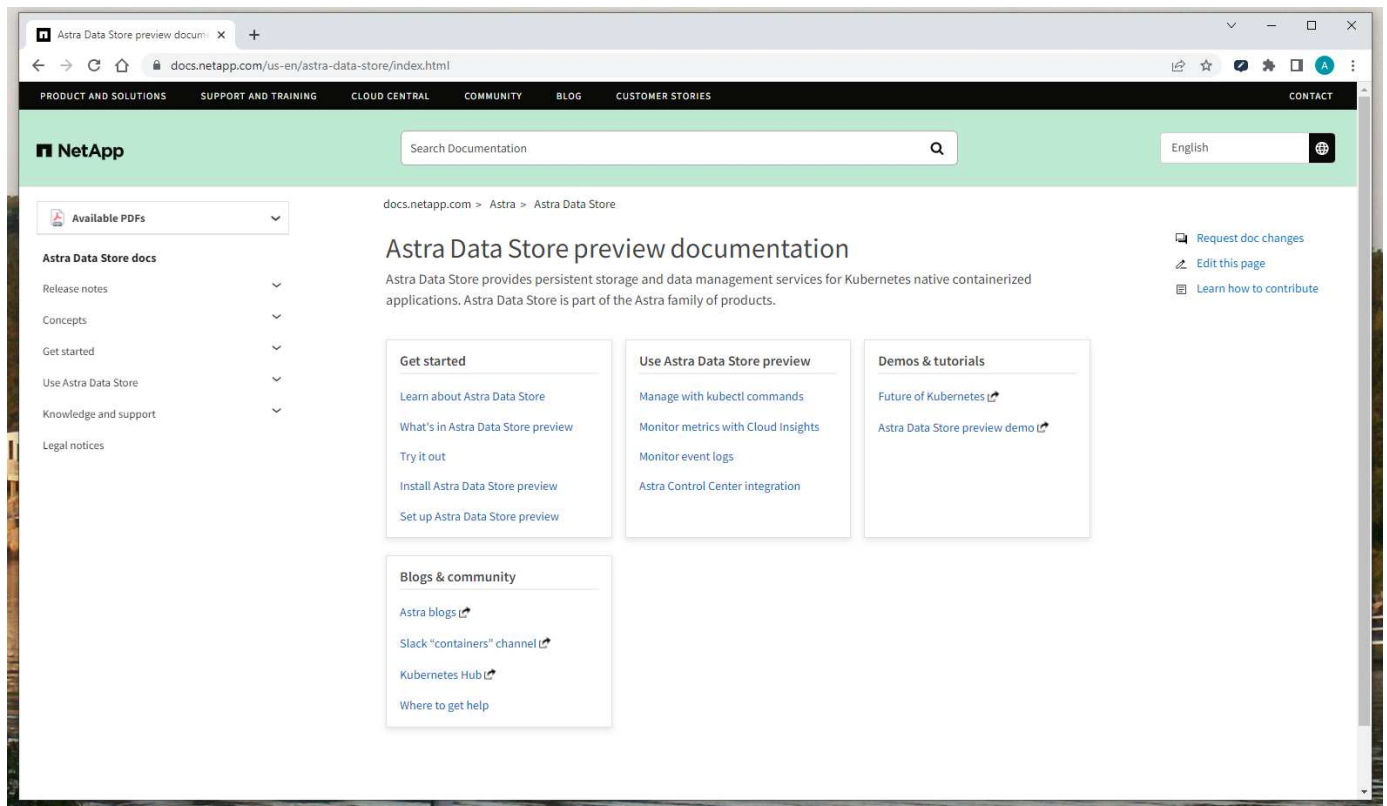 Astra Data Store preview docum
docs.netapp.com/us-en/astra-data-store/index.html
A
PRODUCT AND SOLUTIONS SUPPORT AND TRAINING CLOUD CENTRAL COMMUNITY BLOG CUSTOMER STORIES CONTACT
NetApp
Search Documentation
English
Available PDFs
Astra Data Store docs
Release notes
Concepts
Get started
Use Astra Data Store
Knowledge and support
Legal notices
docs.netapp.com > Astra > Astra Data Store
Astra Data Store preview documentation
Astra Data Store provides persistent storage and data management services for Kubernetes native containerized
applications. Astra Data Store is part of the Astra family of products.
Request doc changes
Edit this page
Learn how to contribute
Get started
Learn about Astra Data Store
What's in Astra Data Store preview
Try it out
Install Astra Data Store preview
Set up Astra Data Store preview
Use Astra Data Store preview
Manage with kubectl commands
Monitor metrics with Cloud Insights
Monitor event logs
Astra Control Center integration
Demos & tutorials
Future of Kubernetes
Astra Data Store preview demo
Blogs & community
Astra blogs
Slack “containers” channel
Kubernetes Hub
Where to get help